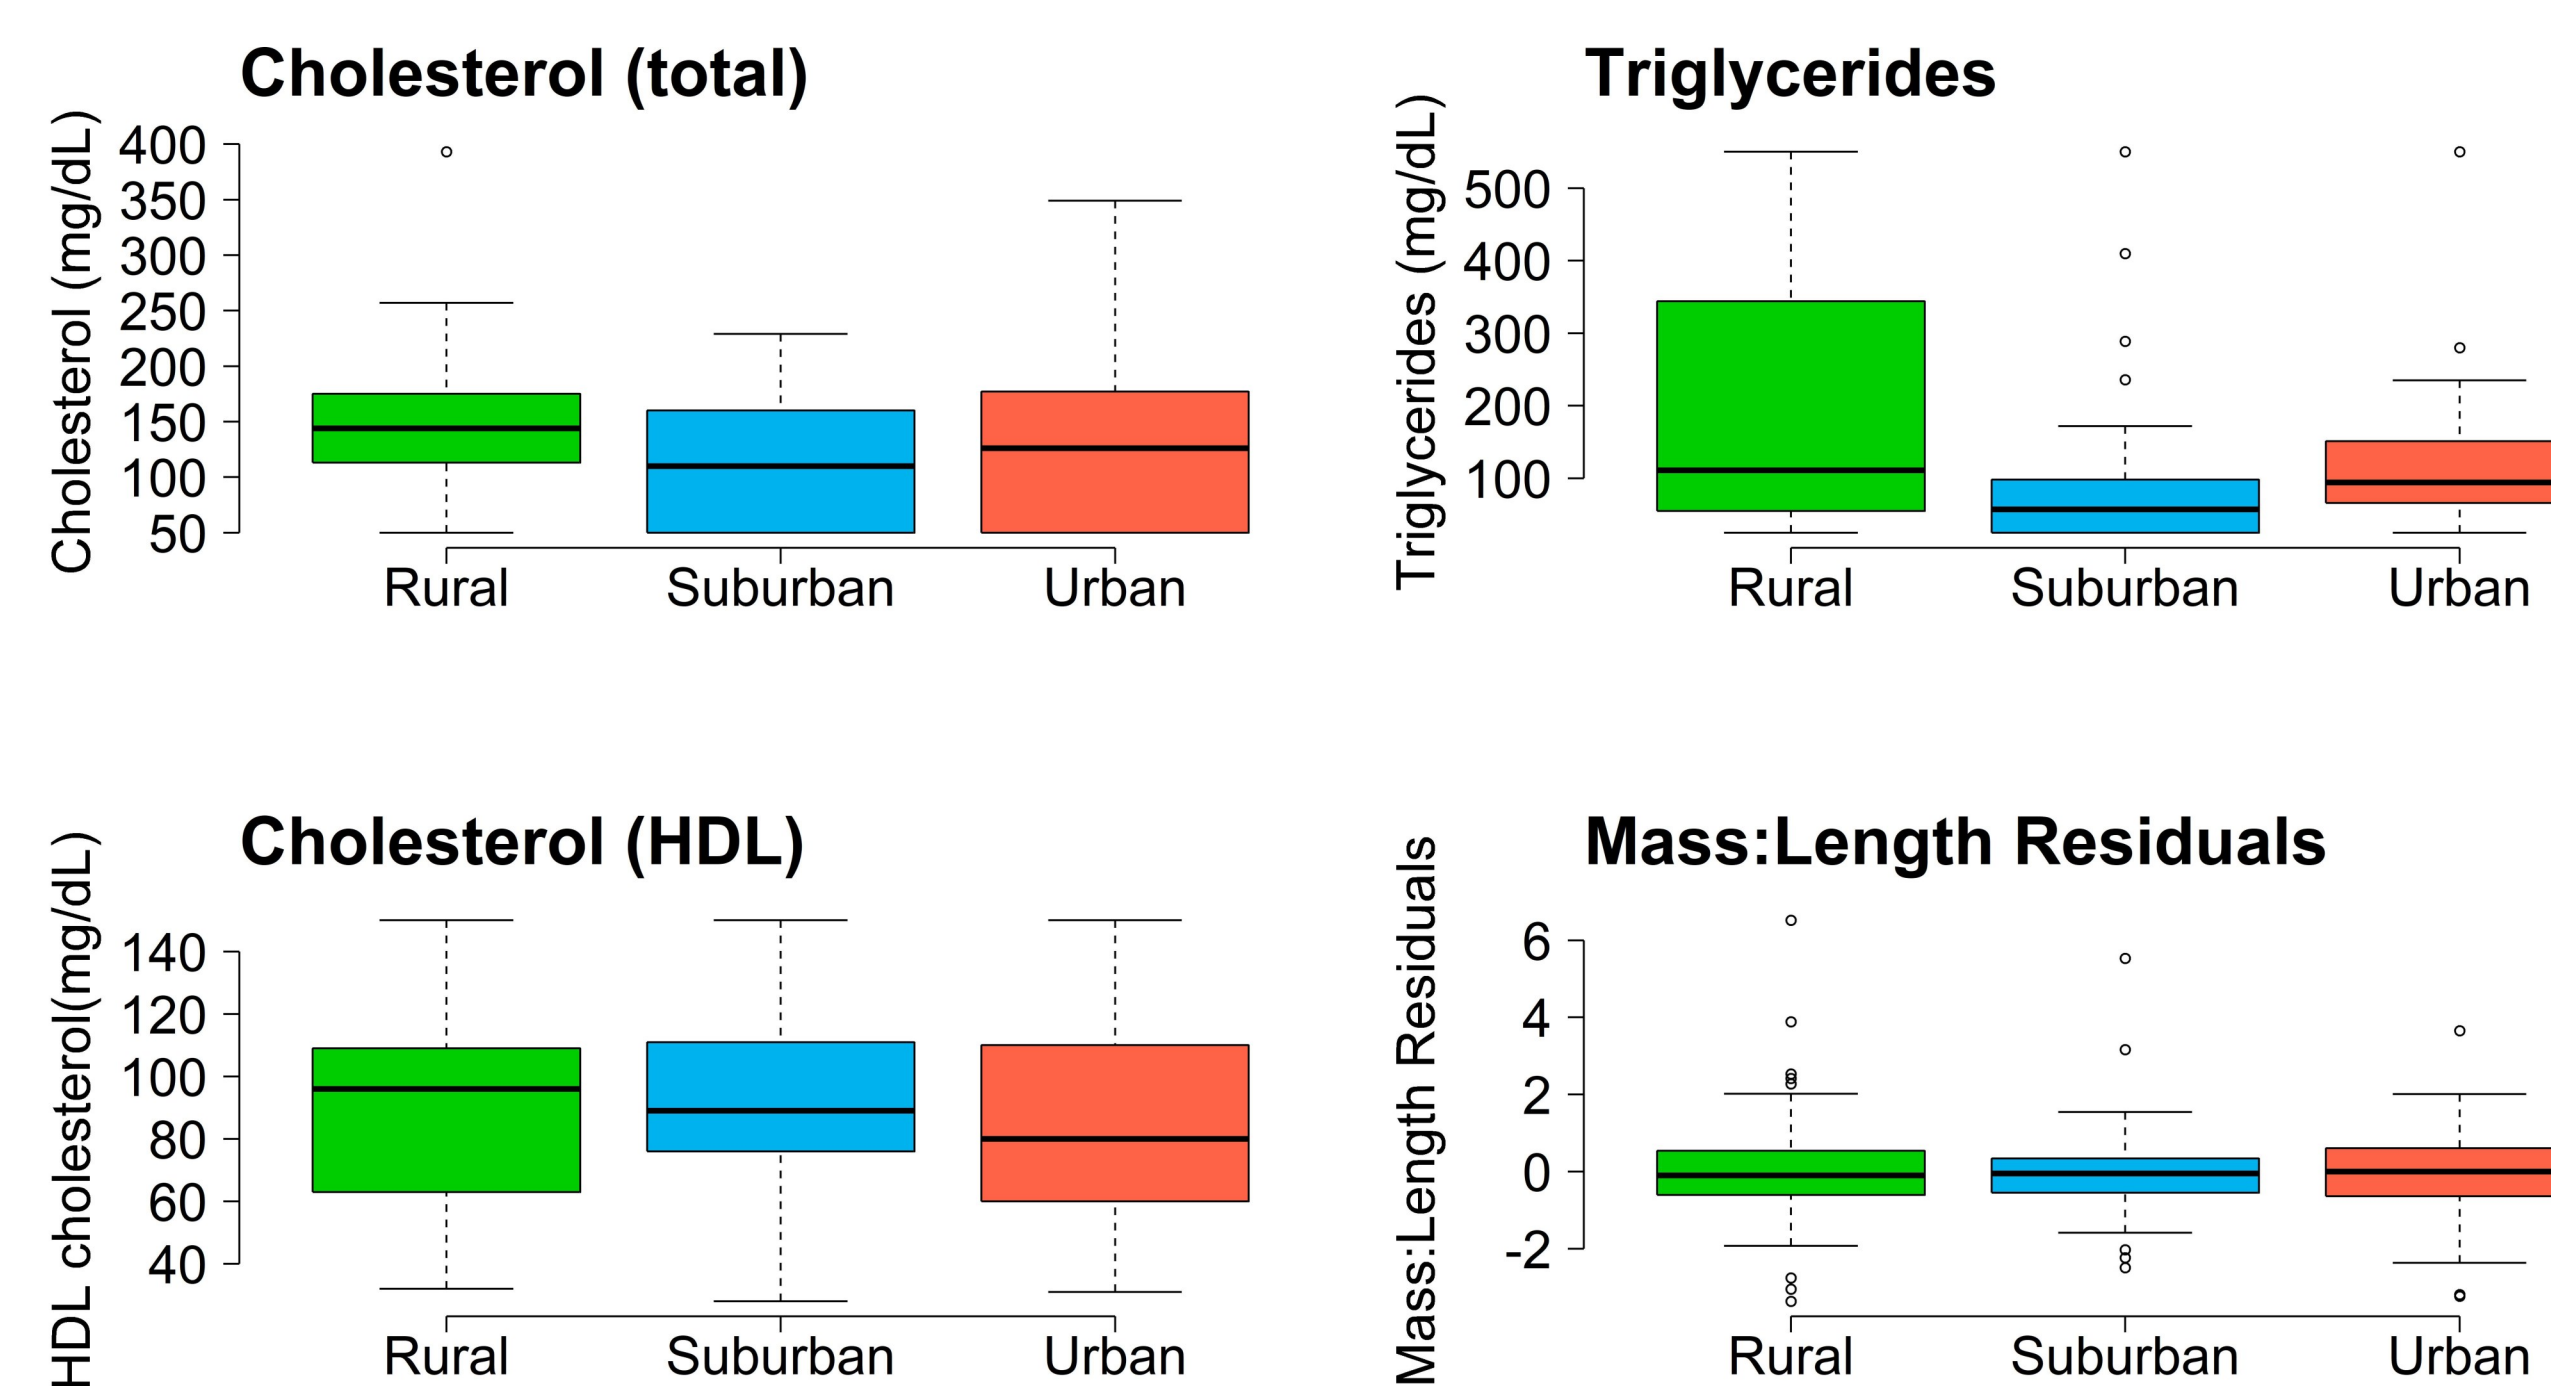 Cholesterol (total)
Cholesterol (mg/dL)
400
350
300
250
200
150
100
50
Rural Suburban Urban
Triglycerides
Triglycerides (mg/dL)
500
400
300
200
100
Rural Suburban Urban
Cholesterol (HDL)
HDL cholesterol(mg/dL)
140
120
100
80
60
40
Rural Suburban Urban
Mass:Length Residuals
Mass:Length Residuals
6
4
2
0
-2
Rural Suburban Urban